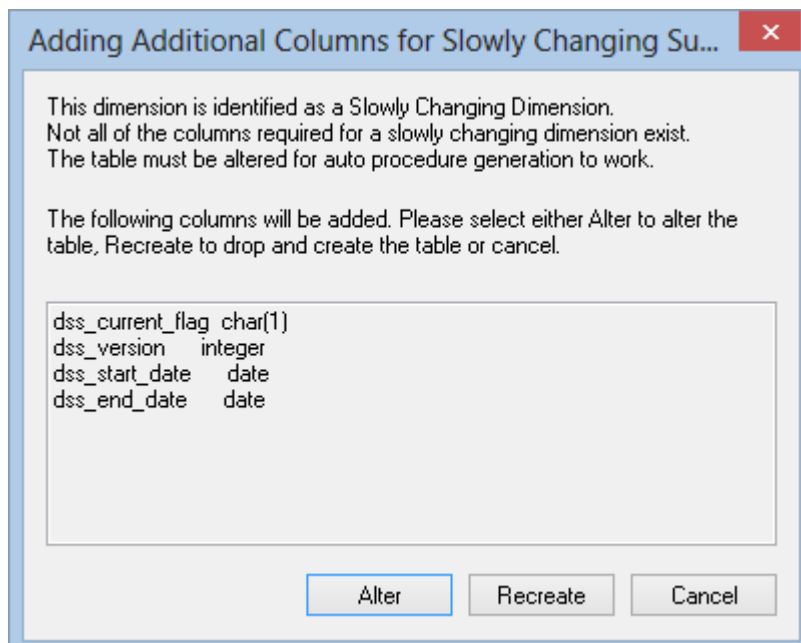 Adding Additional Columns for Slowly Changing Su...
This dimension is identified as a Slowly Changing Dimension.
Not all of the columns required for a slowly changing dimension exist.
The table must be altered for auto procedure generation to work.
The following columns will be added. Please select either Alter to alter the
table, Recreate to drop and create the table or cancel.
dss_current_flag char(1)
dss_version integer
dss_start_date date
dss_end_date date
Alter Recreate Cancel